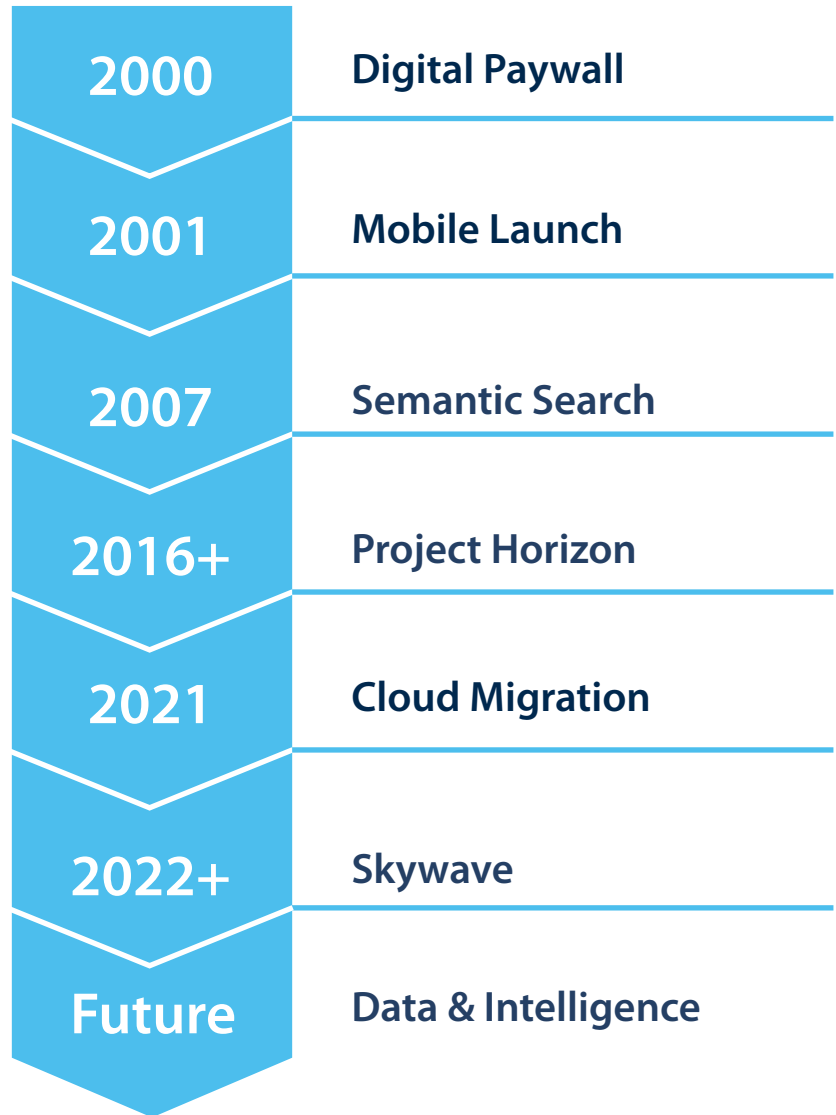 2000
Digital Paywall
2001
Mobile Launch
2007
Semantic Search
2016+
Project Horizon
2021
Cloud Migration
2022+
Skywave
Future
Data & Intelligence